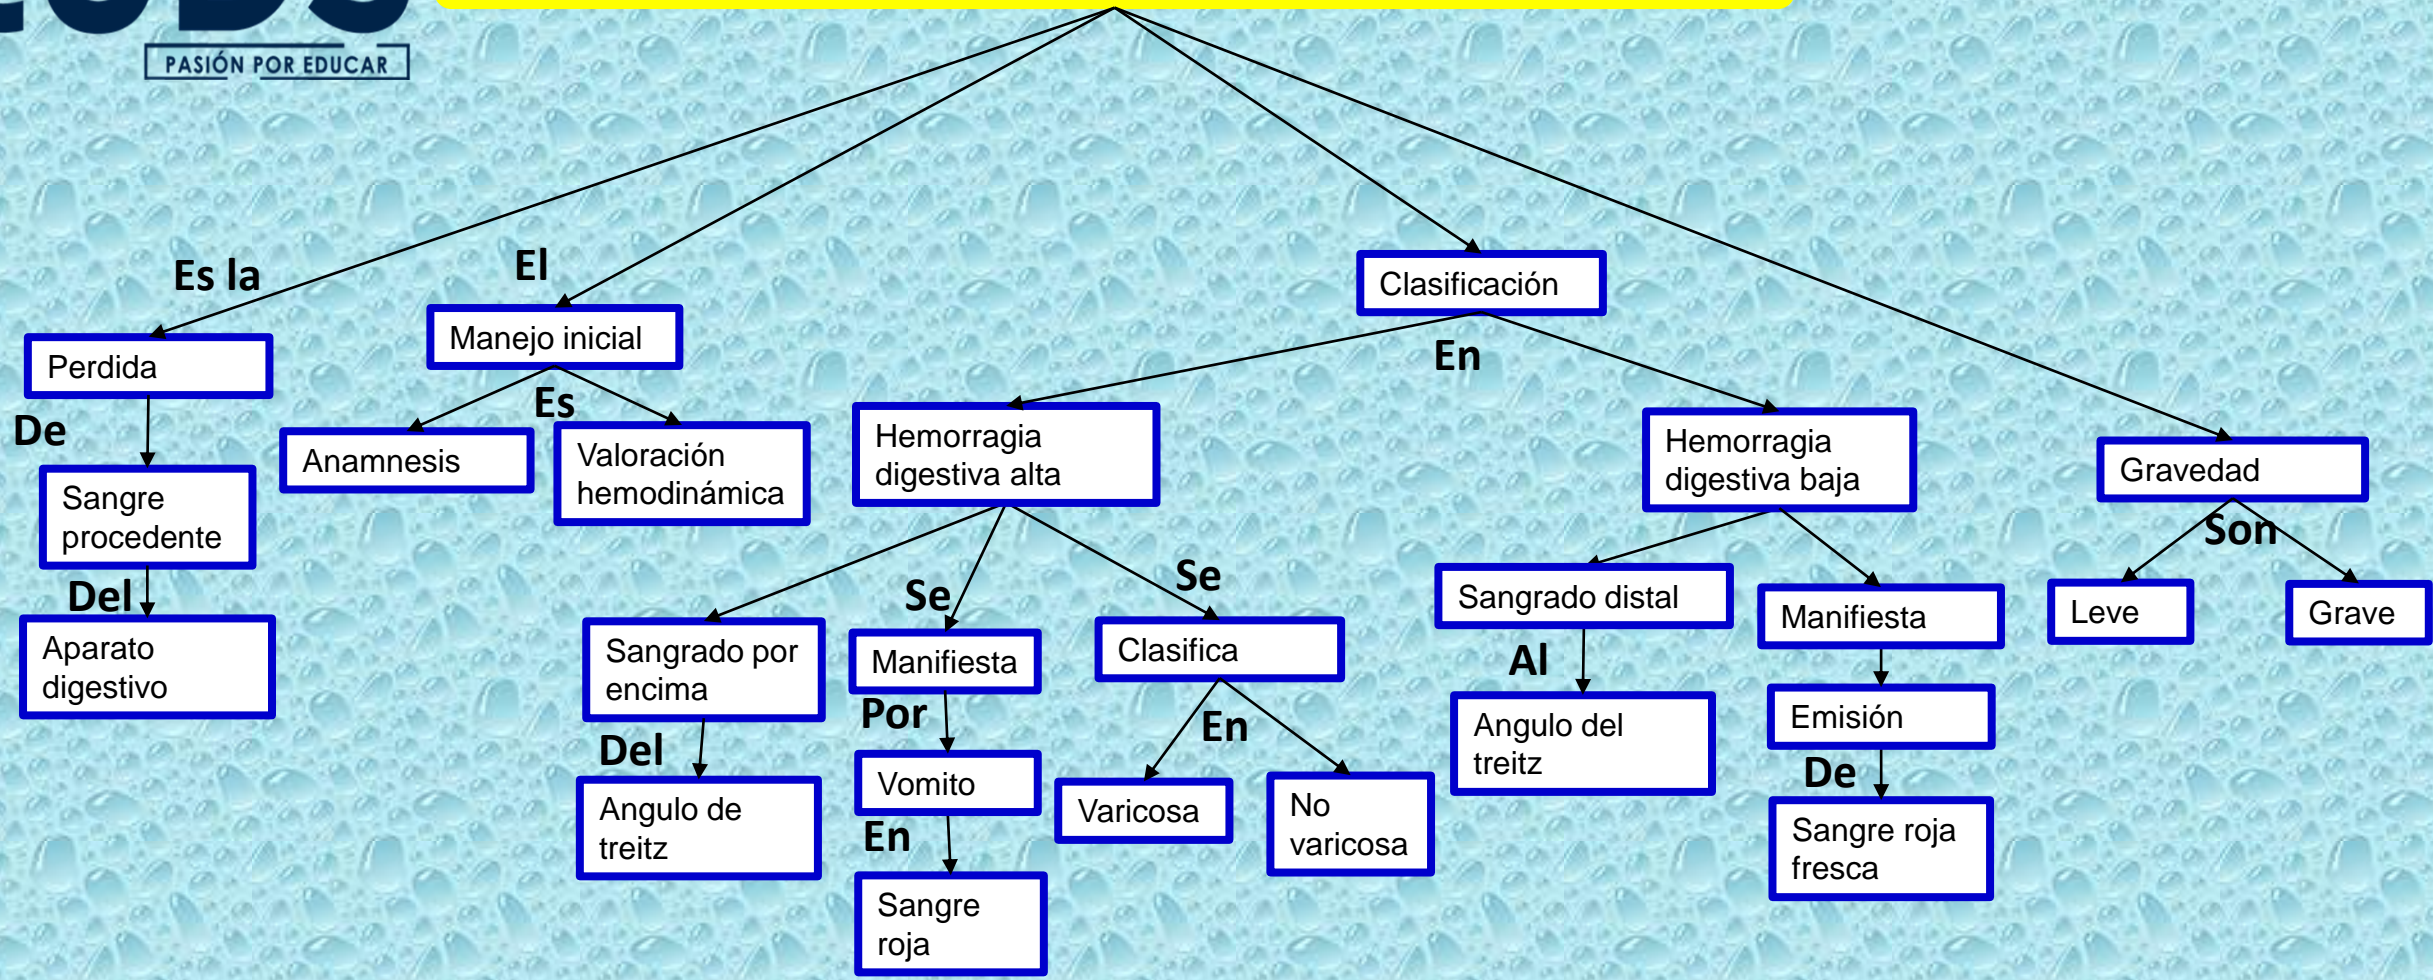 PASIÓN POR EDUCAR
Es la
El
Clasificación
Perdida
Manejo inicial
En
De
Es
Sangre
procedente
Anamnesis
Valoración
hemodinámica
Hemorragia
digestiva alta
Hemorragia
digestiva baja
Gravedad
Son
Del
Aparato
digestivo
Se
Se
Sangrado por
encima
Manifiesta
Clasifica
Sangrado distal
Manifiesta
Leve
Grave
Del
Por
En
Al
Emisión
Angulo de
treitz
Vomito
Varicosa
No
varicosa
Angulo del
treitz
De
En
Sangre
roja
Sangre roja
fresca